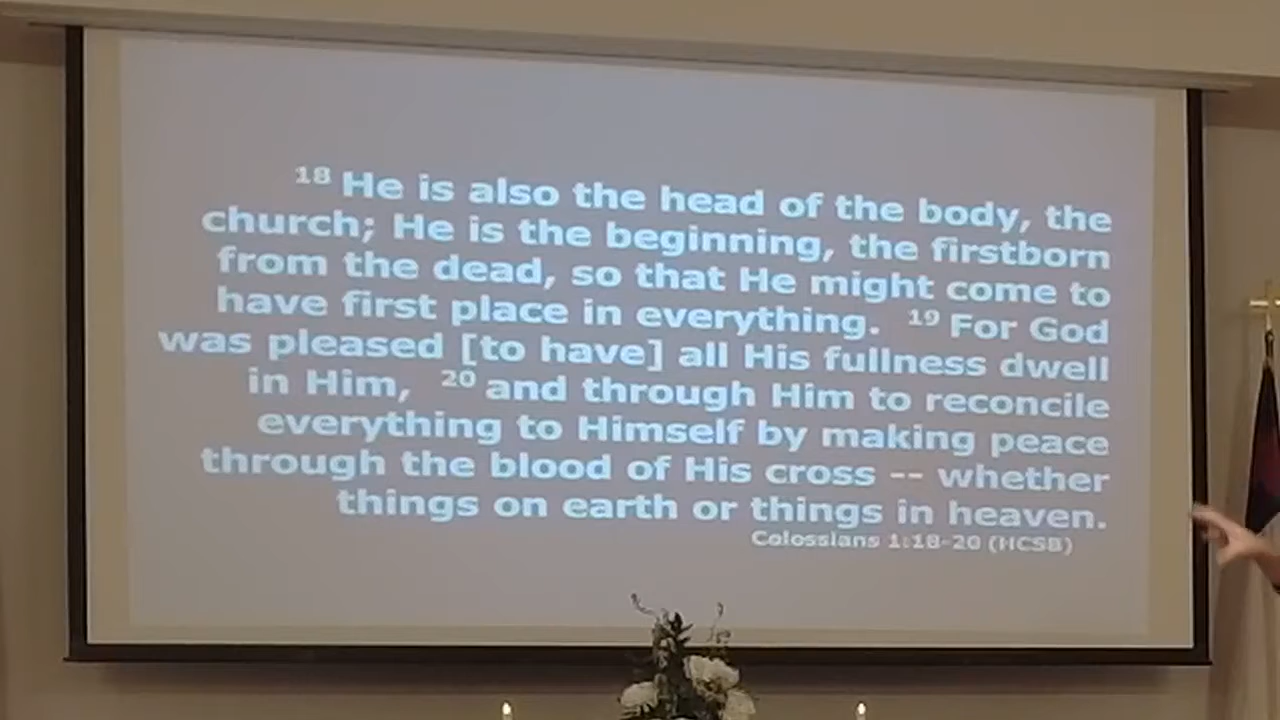 18 He is also the head of the body, the
church; He is the beginning, the firstborn
from the dead, so that He might come to
have first place in everything. 19 For God
was pleased [to have] all His fullness dwell
in Him, 20 and through Him to reconcile
everything to Himself by making peace
through the blood of His cross -- whether
things on earth or things in heaven.
Colossians 1:18-20 (HCSB)